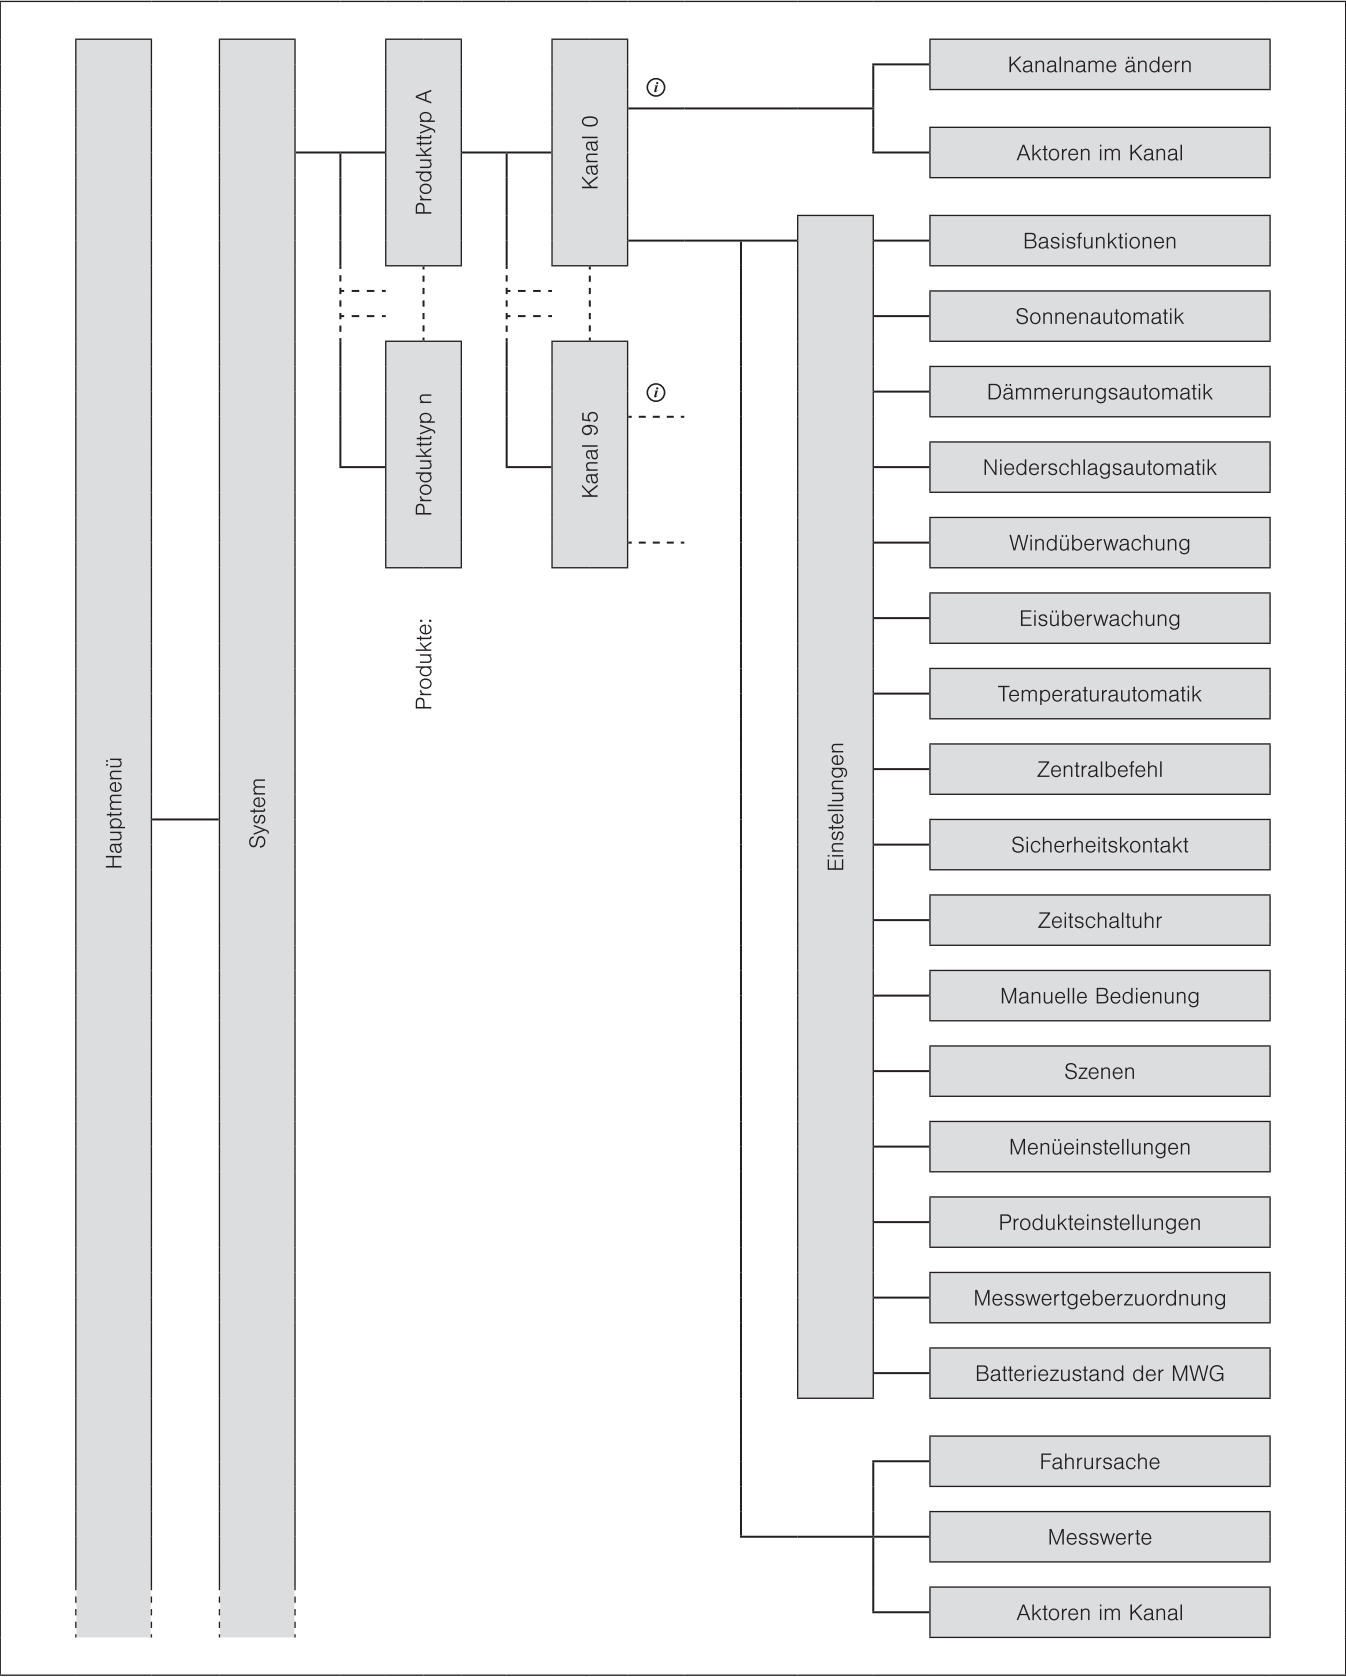 Hauptmenü
System
Produkttyp A
Produkttyp n
Produkte:
Kanal 0
Kanal 95
i
i
Kanalname ändern
Aktoren im Kanal
Einstellungen
Basisfunktionen
Sonnenautomatik
Dämmerungsautomatik
Niederschlagsautomatik
Windüberwachung
Eisüberwachung
Temperaturautomatik
Zentralbefehl
Sicherheitskontakt
Zeitschaltuhr
Manuelle Bedienung
Szenen
Menüeinstellungen
Produkteinstellungen
Messwertgeberzuordnung
Batteriezustand der MWG
Fahrursache
Messwerte
Aktoren im Kanal